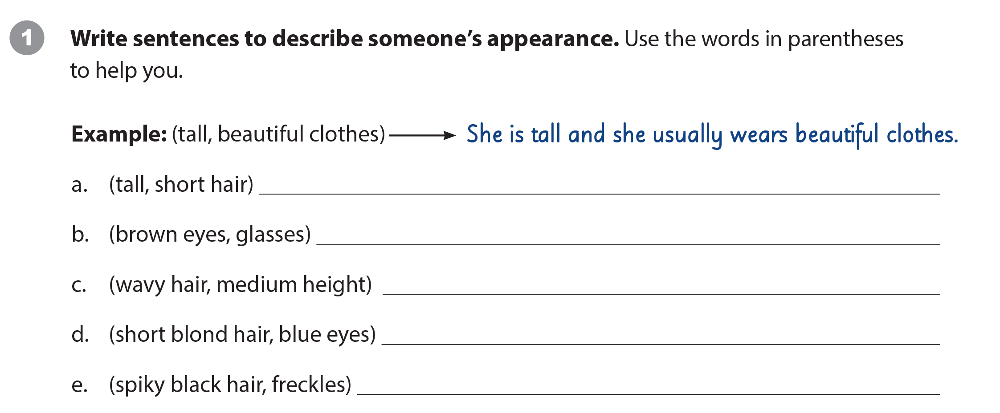 1 Write sentences to describe someone’s appearance. Use the words in parentheses
to help you.
Example: (tall, beautiful clothes) She is tall and she usually wears beautiful clothes.
a. (tall, short hair)
b. (brown eyes, glasses)
c. (wavy hair, medium height)
d. (short blond hair, blue eyes)
e. (spiky black hair, freckles)